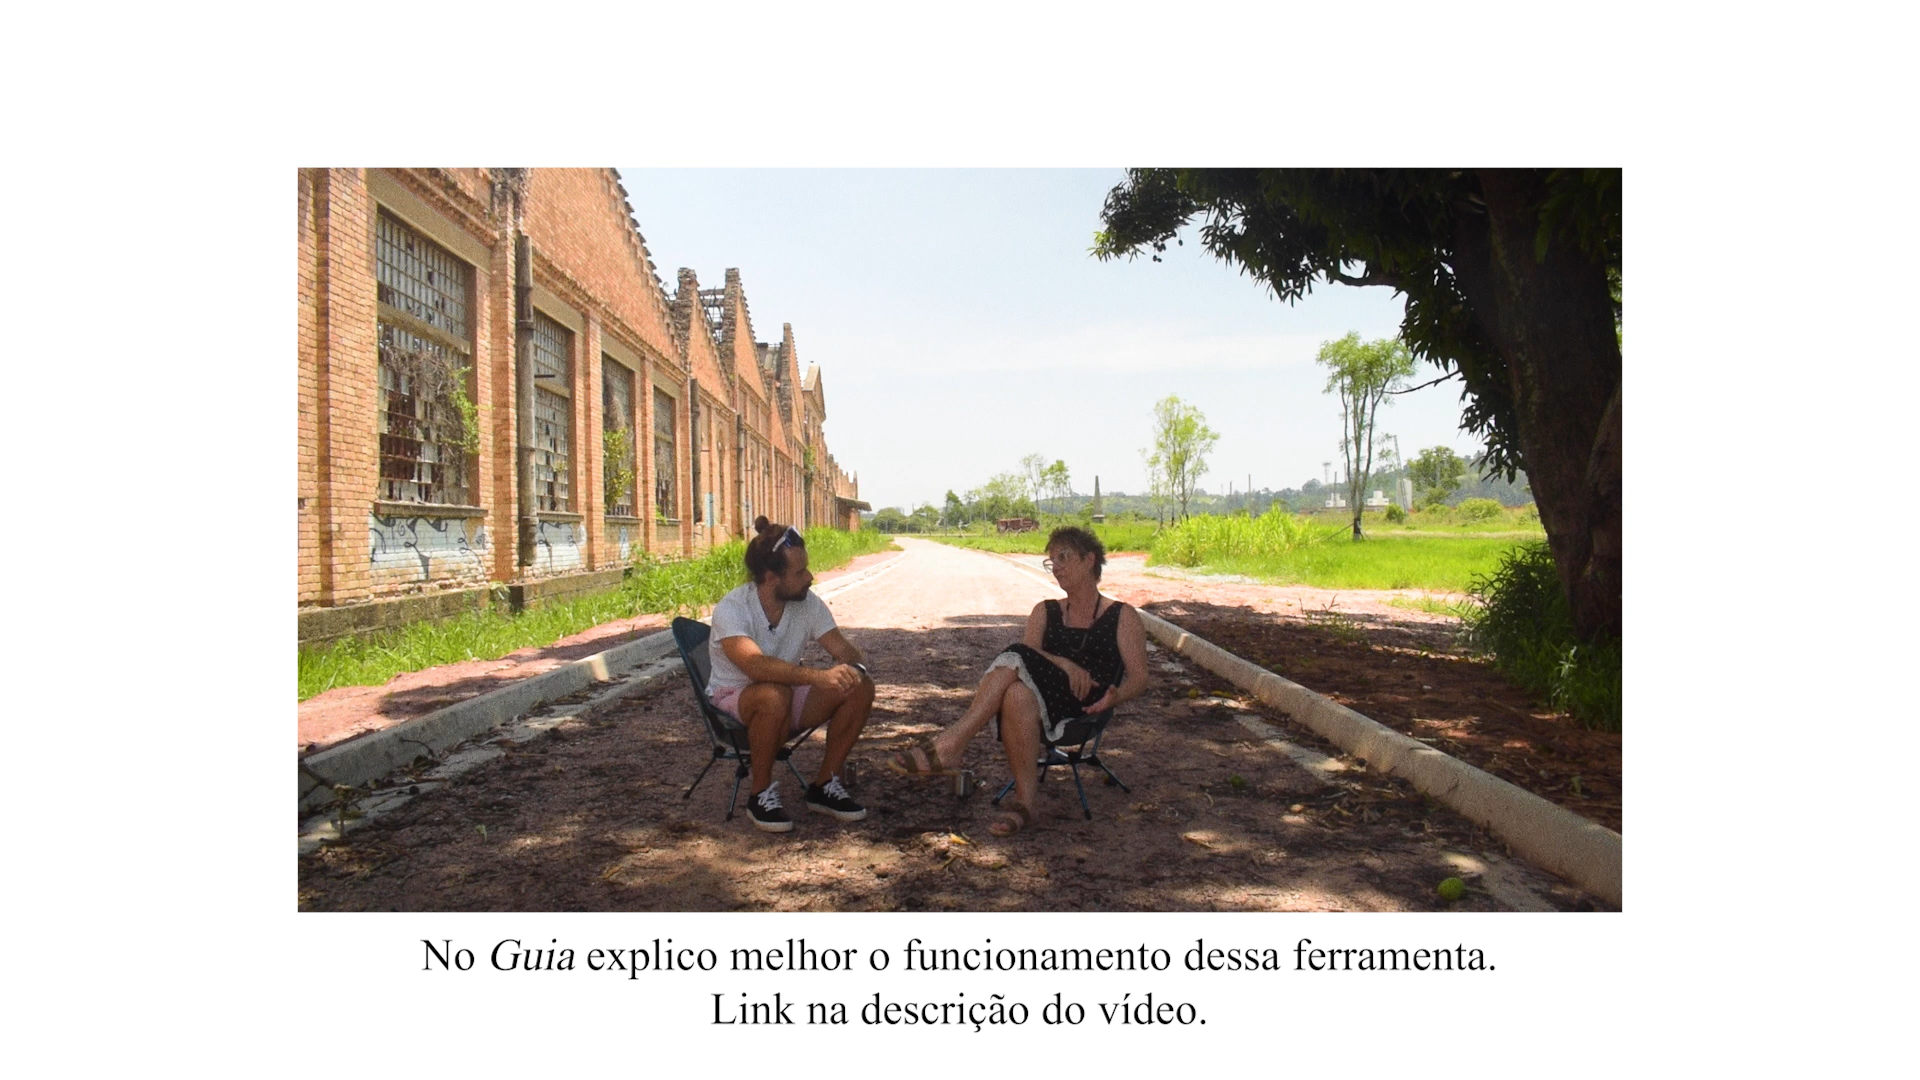 No Guia explico melhor o funcionamento dessa ferramenta.
Link na descrição do vídeo.